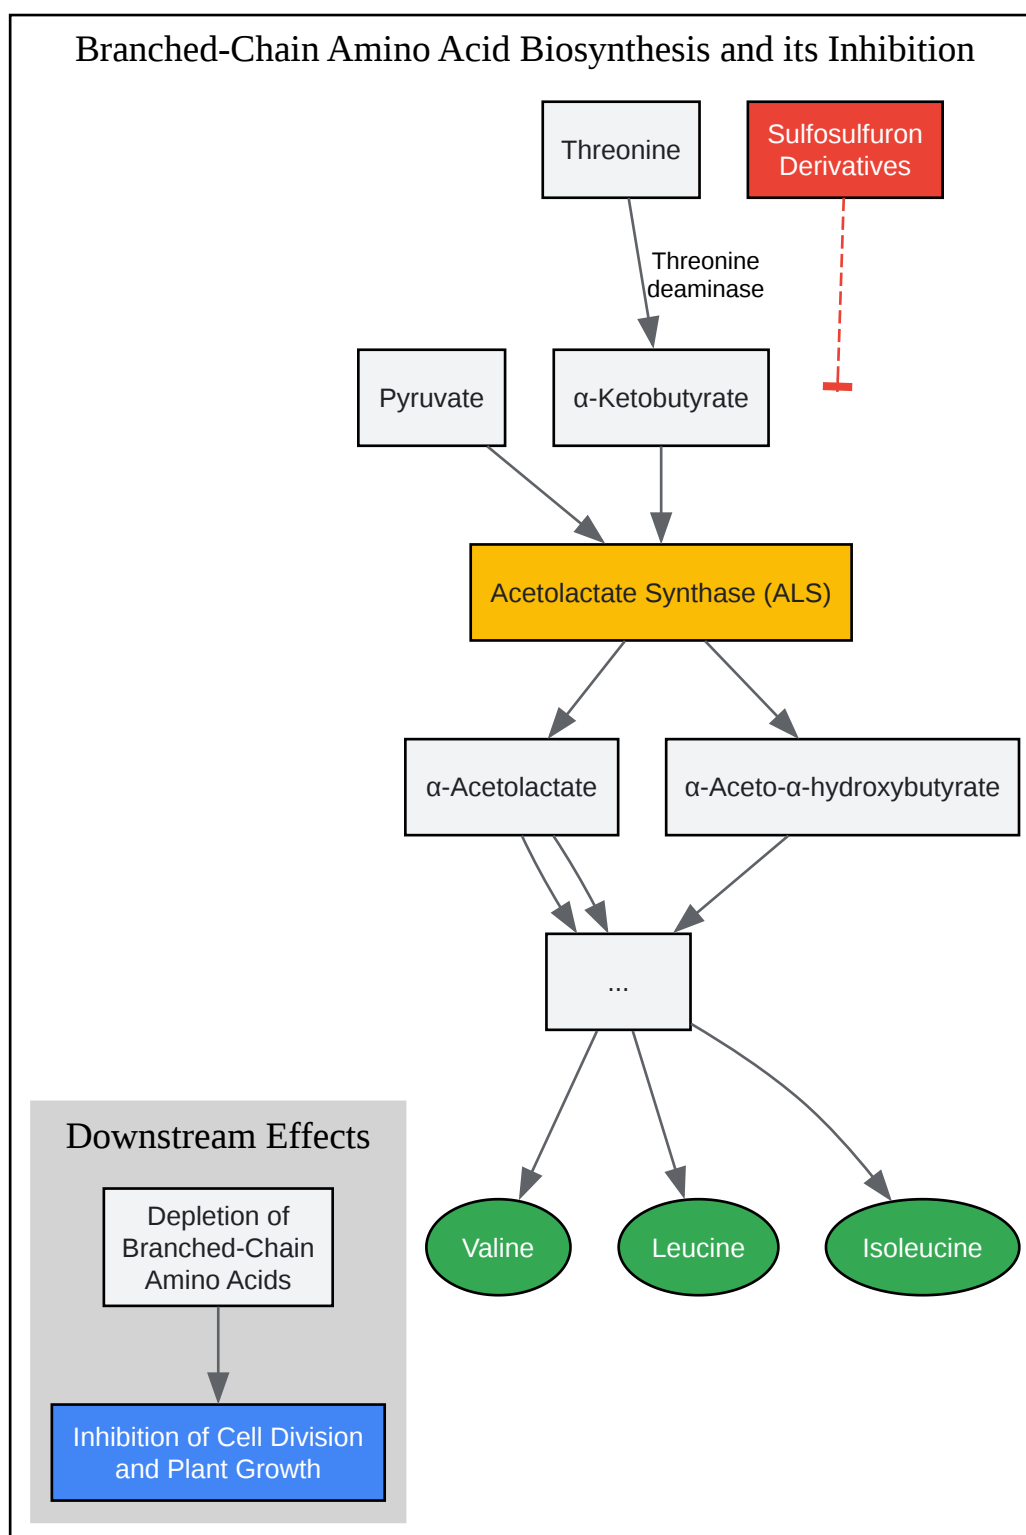 Branched-Chain Amino Acid Biosynthesis and its Inhibition
Threonine
Sulfosulfuron
Derivatives
Threonine
deaminase
Pyruvate
α-Ketobutyrate
Acetolactate Synthase (ALS)
α-Acetolactate
α-Aceto-α-hydroxybutyrate
...
Downstream Effects
Depletion of
Branched-Chain
Amino Acids
Valine
Leucine
Isoleucine
Inhibition of Cell Division
and Plant Growth